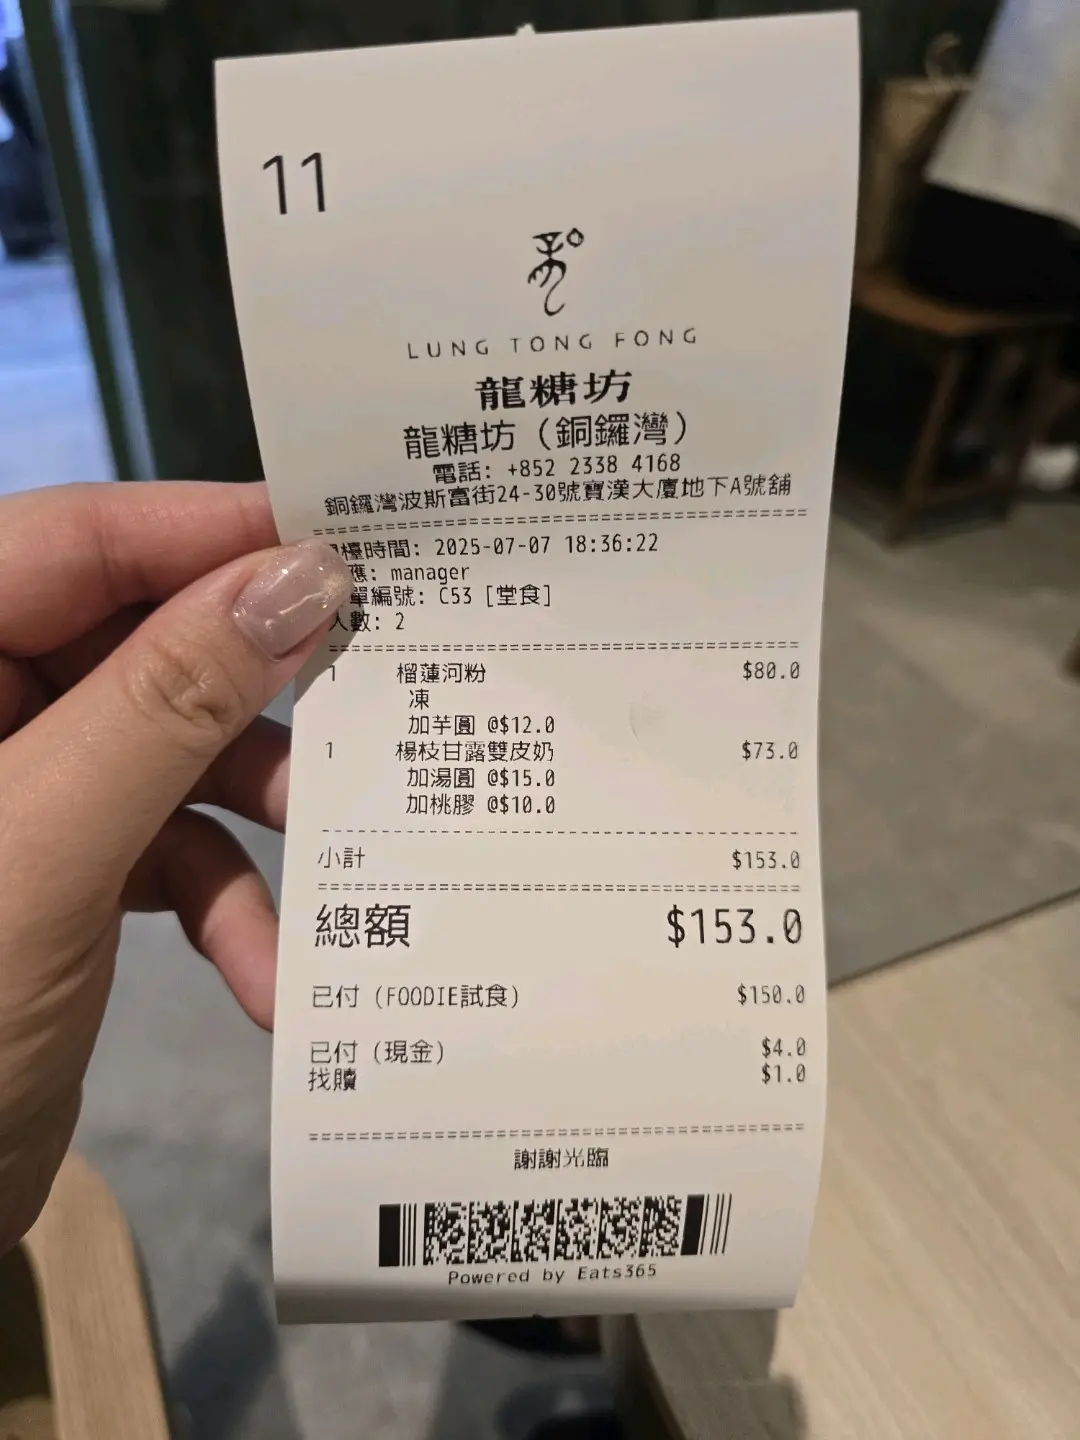 11
LUNG TONG FONG
龍糖坊
龍糖坊（銅鑼灣）
電話: +852 2338 4168
銅鑼灣波斯富街24-30號寶漢大廈地下A號舖
檯時間: 2025-07-07 18:36:22
應: manager
單編號: C53 [堂食]
人數: 2
1 榴蓮河粉 $80.0
凍
加芋圓 @$12.0
1 楊枝甘露雙皮奶 $73.0
加湯圓 @$15.0
加桃膠 @$10.0
小計 $153.0
總額 $153.0
已付（FOODIE試食） $150.0
已付（現金） $4.0
找贖 $1.0
謝謝光臨
Powered by Eats365